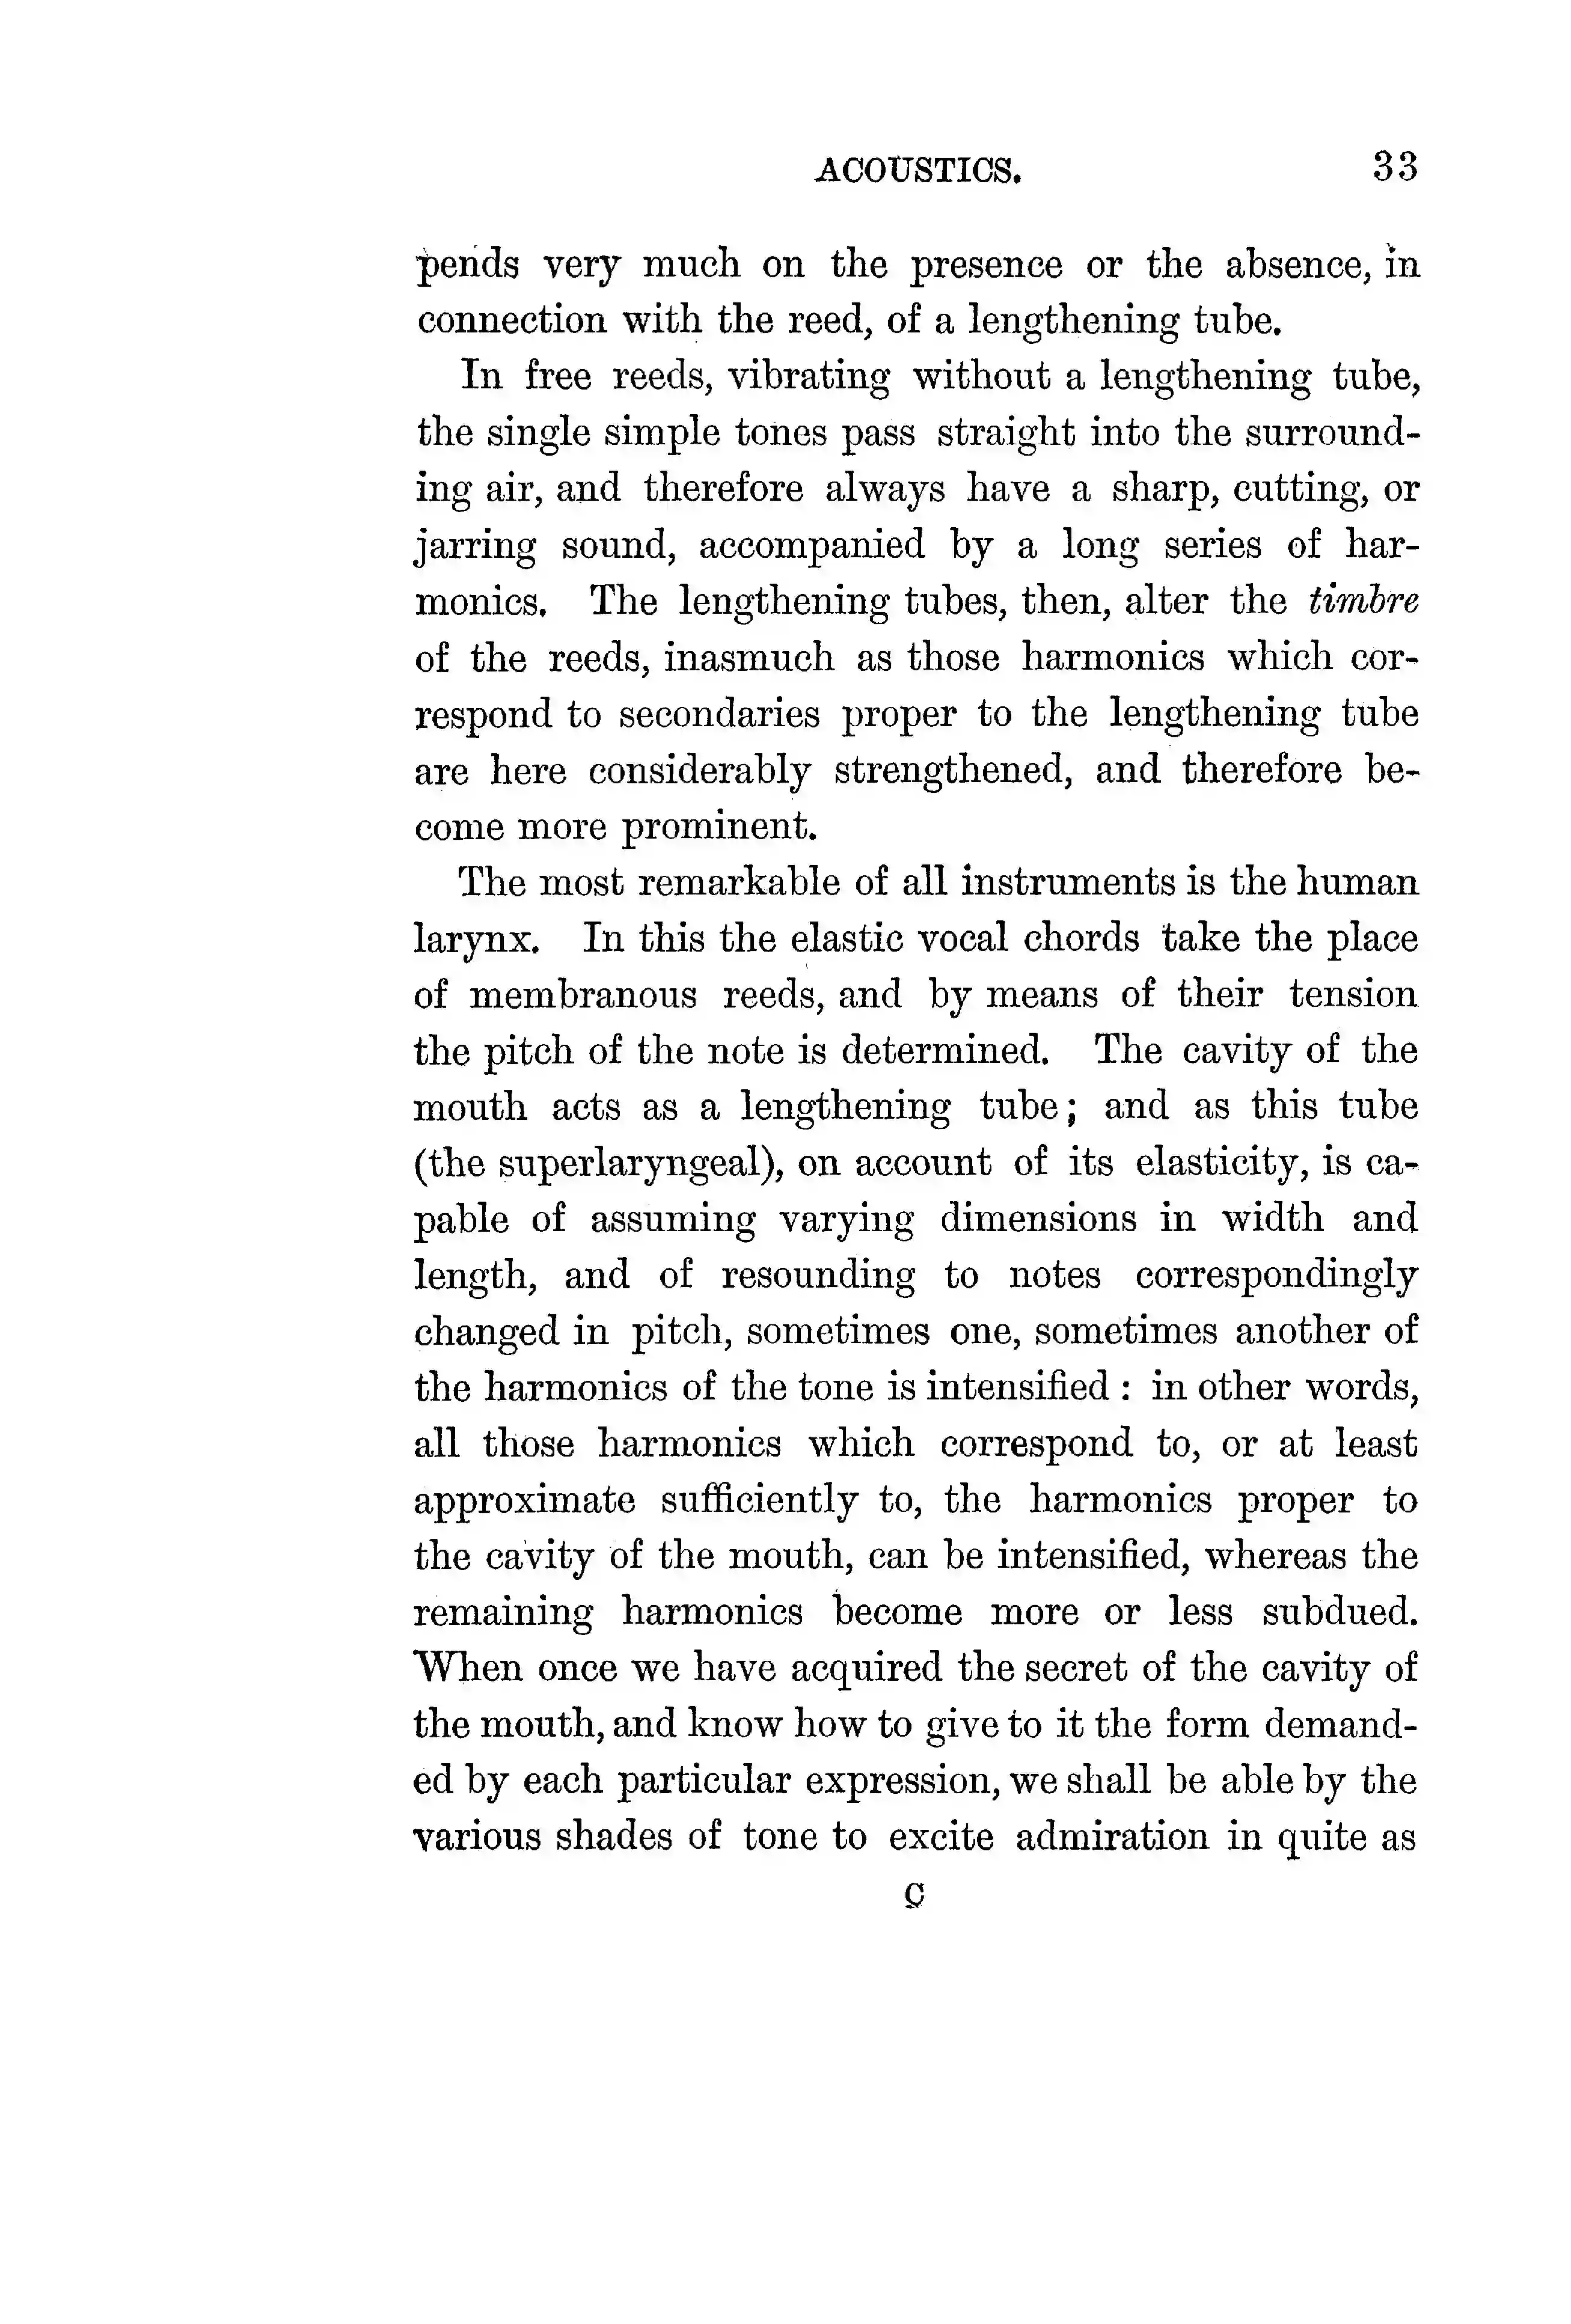 ACOUSTICS. 33
pends very much on the presence or the absence, in
connection with the reed, of a lengthening tube.
In free reeds, vibrating without a lengthening tube,
the single simple tones pass straight into the surround-
ing air, and therefore always have a sharp, cutting, or
jarring sound, accompanied by a long series of har-
monics. The lengthening tubes, then, alter the timbre
of the reeds, inasmuch as those harmonics which cor-
respond to secondaries proper to the lengthening tube
are here considerably strengthened, and therefore be-
come more prominent.
The most remarkable of all instruments is the human
larynx. In this the elastic vocal chords take the place
of membranous reeds, and by means of their tension
the pitch of the note is determined. The cavity of the
mouth acts as a lengthening tube; and as this tube
(the superlaryngeal), on account of its elasticity, is ca-
pable of assuming varying dimensions in width and
length, and of resounding to notes correspondingly
changed in pitch, sometimes one, sometimes another of
the harmonics of the tone is intensified : in other words,
all those harmonics which correspond to, or at least
approximate sufficiently to, the harmonics proper to
the cavity of the mouth, can be intensified, whereas the
remaining harmonics become more or less subdued.
When once we have acquired the secret of the cavity of
the mouth, and know how to give to it the form demand-
ed by each particular expression, we shall be able by the
various shades of tone to excite admiration in quite as
C